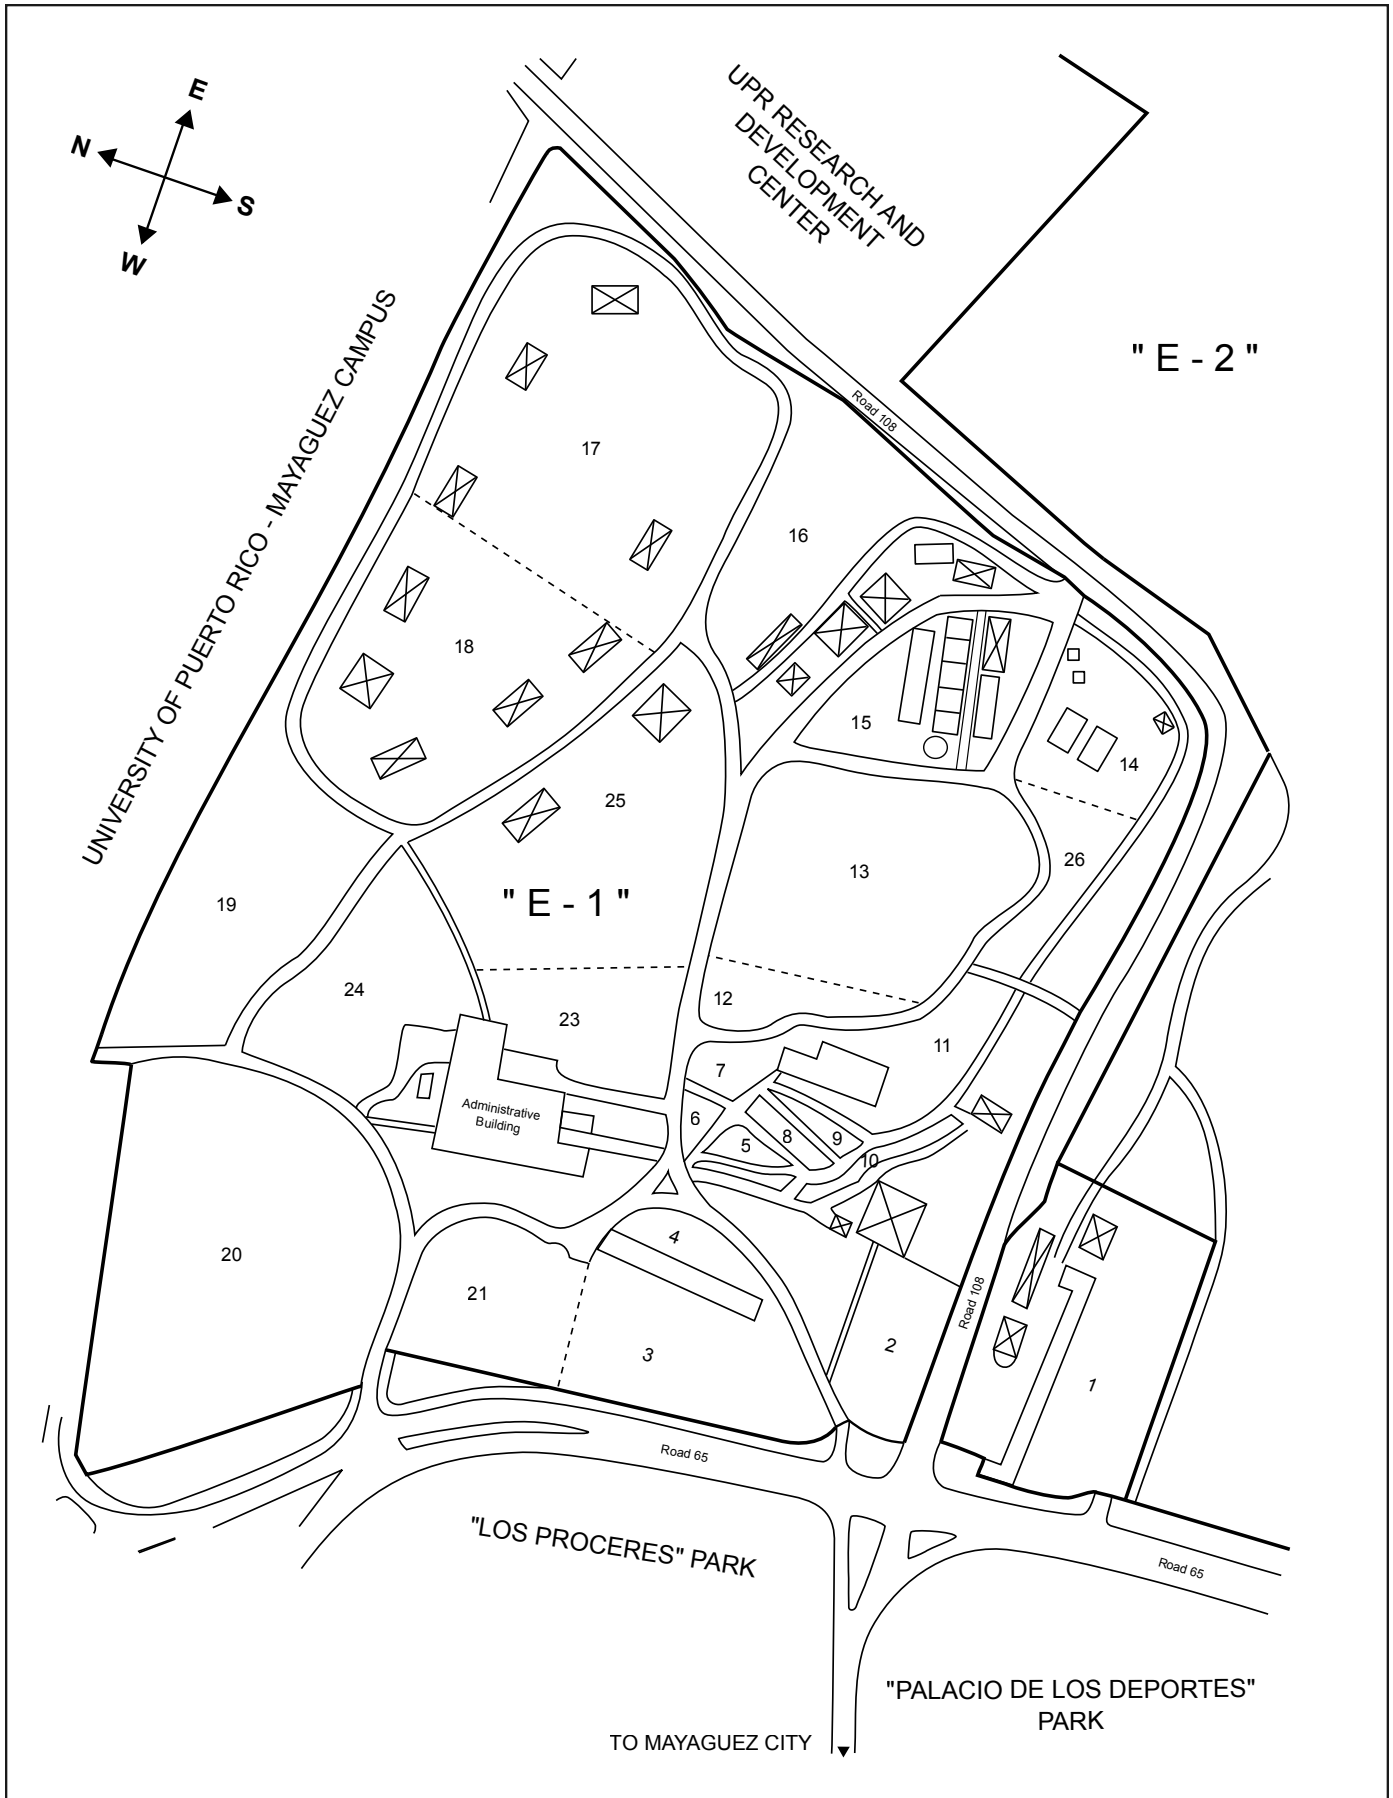 E
N
S
W
UPR RESEARCH AND
DEVELOPMENT
CENTER
" E - 2 "
UNIVERSITY OF PUERTO RICO - MAYAGUEZ CAMPUS
Road 108
17
16
18
15
14
25
13
26
19
" E - 1 "
24
12
23
11
7
Administrative
Building
6
5
8
9
10
20
4
21
3
2
Road 108
1
Road 65
"LOS PROCERES" PARK
Road 65
"PALACIO DE LOS DEPORTES"
PARK
TO MAYAGUEZ CITY